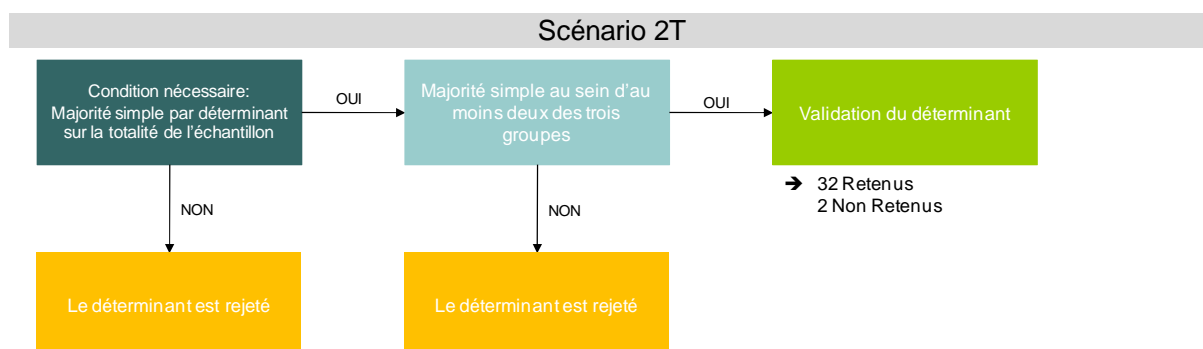 Scénario 2T
Condition nécessaire:
Majorité simple par déterminant
sur la totalité de l'échantillon
OUI
Majorité simple au sein d'au
moins deux des trois
groupes
OUI
Validation du déterminant
➔ 32 Retenus
2 Non Retenus
NON
NON
Le déterminant est rejeté
Le déterminant est rejeté